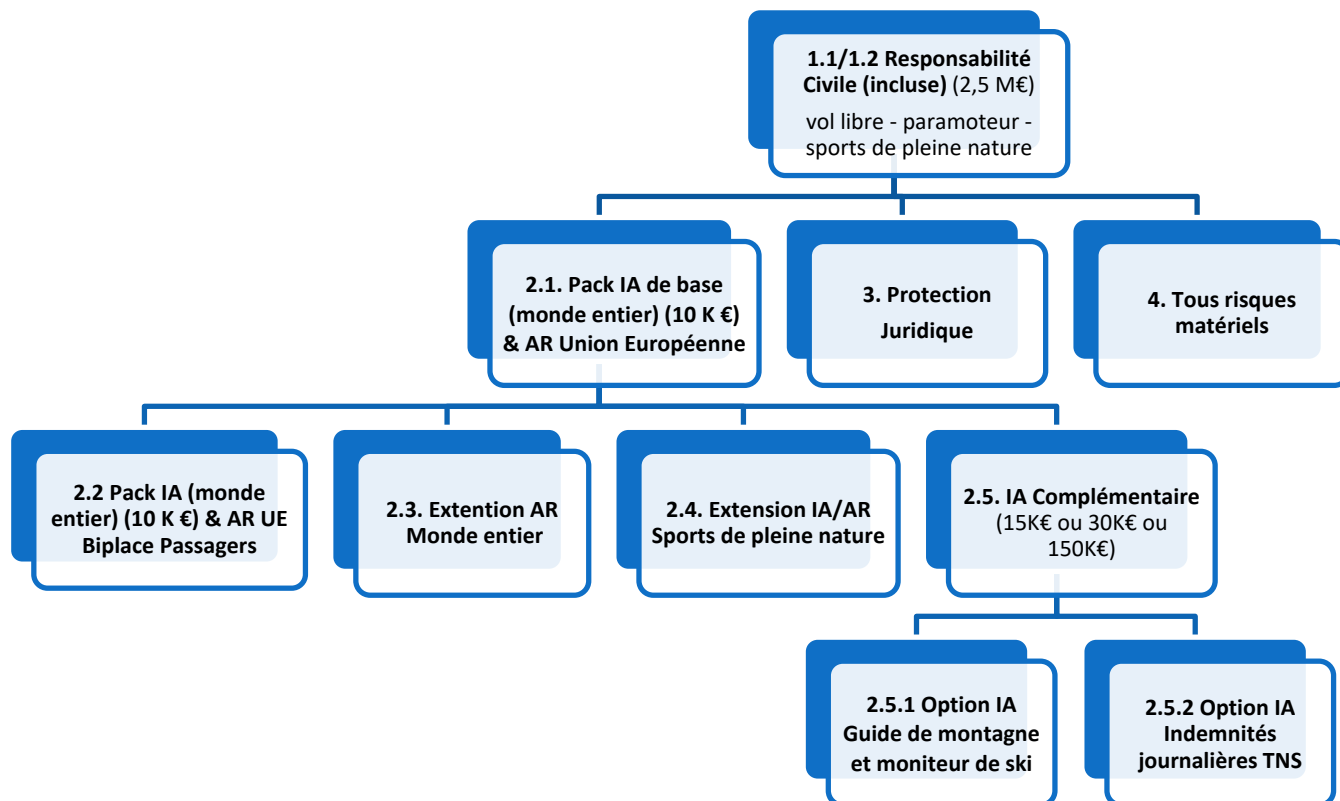 1.1/1.2 Responsabilité
Civile (incluse) (2,5 M€)
vol libre - paramoteur -
sports de pleine nature
2.1. Pack IA de base
(monde entier) (10 K €)
& AR Union Européenne
3. Protection
Juridique
4. Tous risques
matériels
2.2 Pack IA (monde
entier) (10 K €) & AR UE
Biplace Passagers
2.3. Extention AR
Monde entier
2.4. Extension IA/AR
Sports de pleine nature
2.5. IA Complémentaire
(15K€ ou 30K€ ou
150K€)
2.5.1 Option IA
Guide de montagne
et moniteur de ski
2.5.2 Option IA
Indemnités
journalières TNS